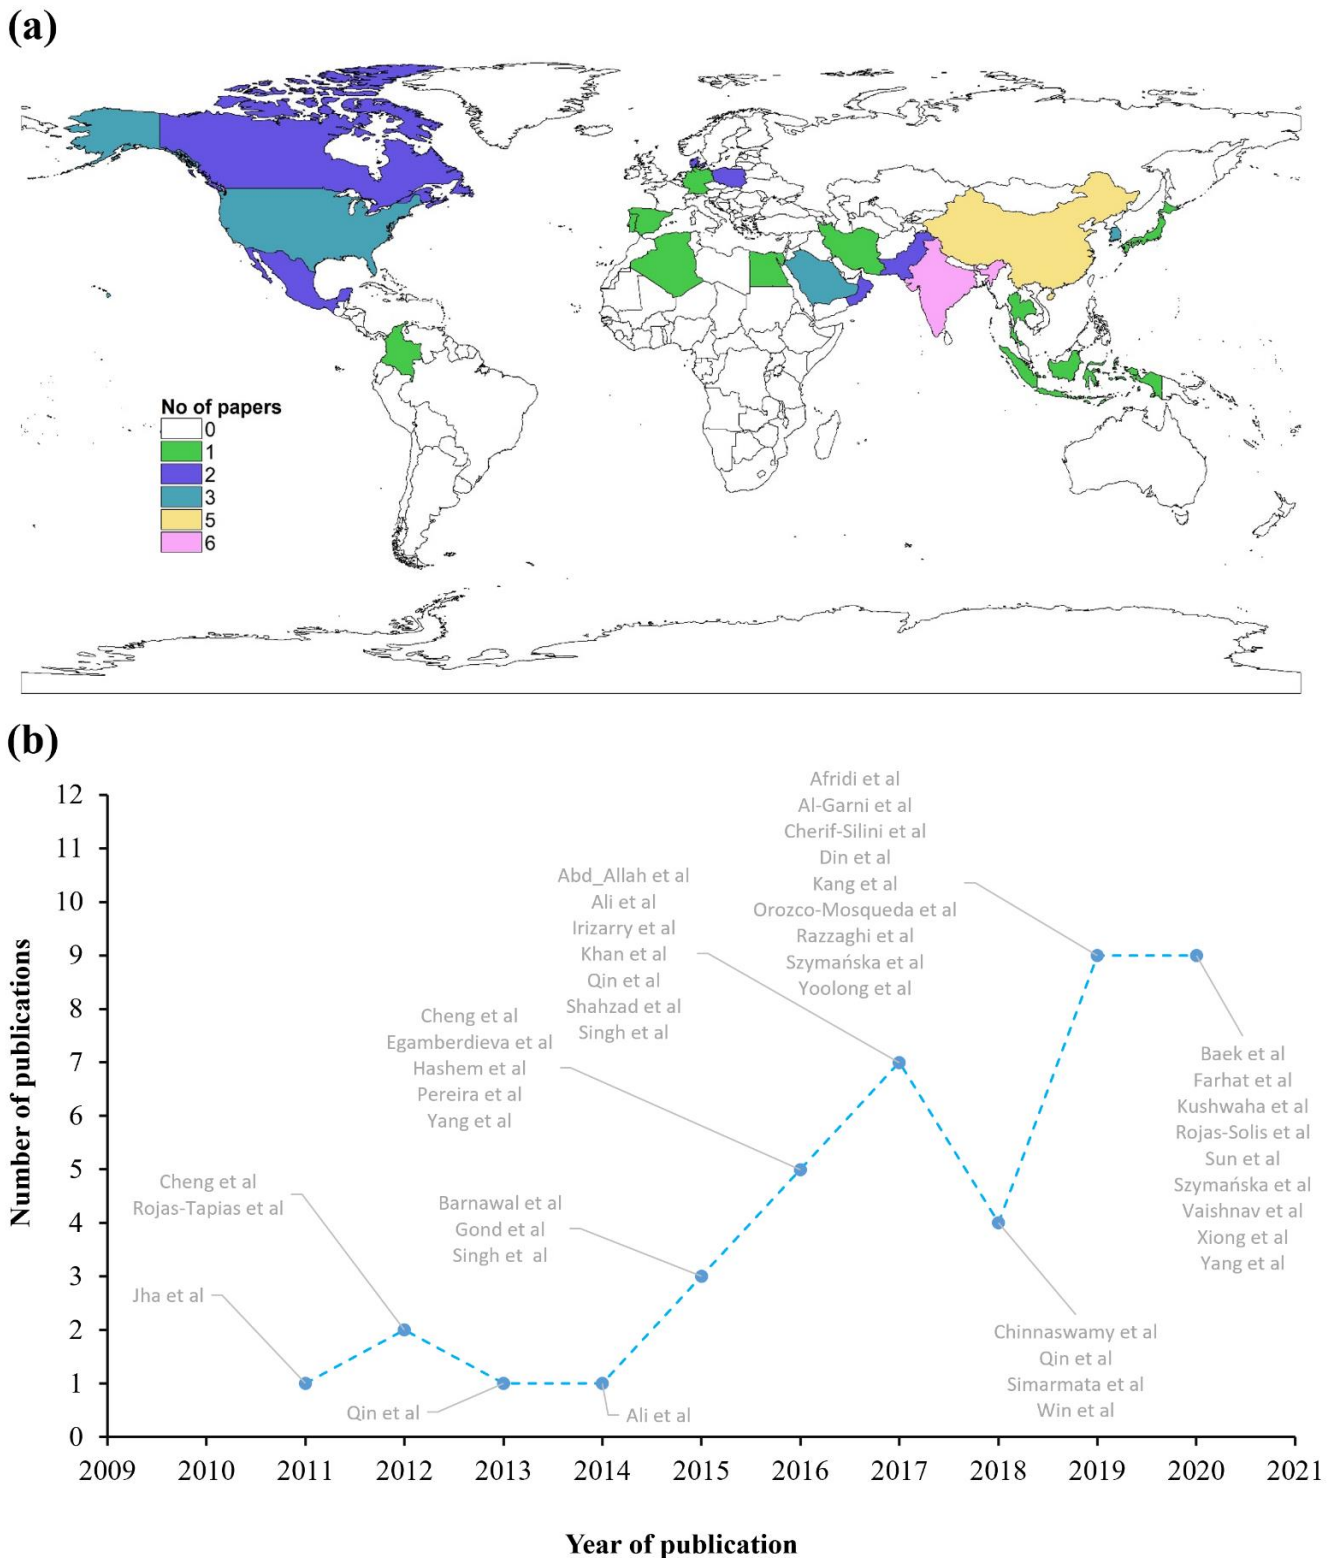 (a)
No of papers
0
1
2
3
5
6
(b)
Number of publications
12
11
10
9
8
7
6
5
4
3
2
1
0
2009
2010
2011
2012
2013
2014
2015
2016
2017
2018
2019
2020
2021
Year of publication
Jha et al
Cheng et al
Rojas-Tapias et al
Qin et al
Ali et al
Barnawal et al
Gond et al
Singh et  al
Cheng et al
Egamberdieva et al
Hashem et al
Pereira et al
Yang et al
Abd_Allah et al
Ali et al
Irizarry et al
Khan et al
Qin et al
Shahzad et al
Singh et al
Chinnaswamy et al
Qin et al
Simarmata et al
Win et al
Afridi et al
Al-Garni et al
Cherif-Silini et al
Din et al
Kang et al
Orozco-Mosqueda et al
Razzaghi et al
Szymańska et al
Yoolong et al
Baek et al
Farhat et al
Kushwaha et al
Rojas-Solis et al
Sun et al
Szymańska et al
Vaishnav et al
Xiong et al
Yang et al